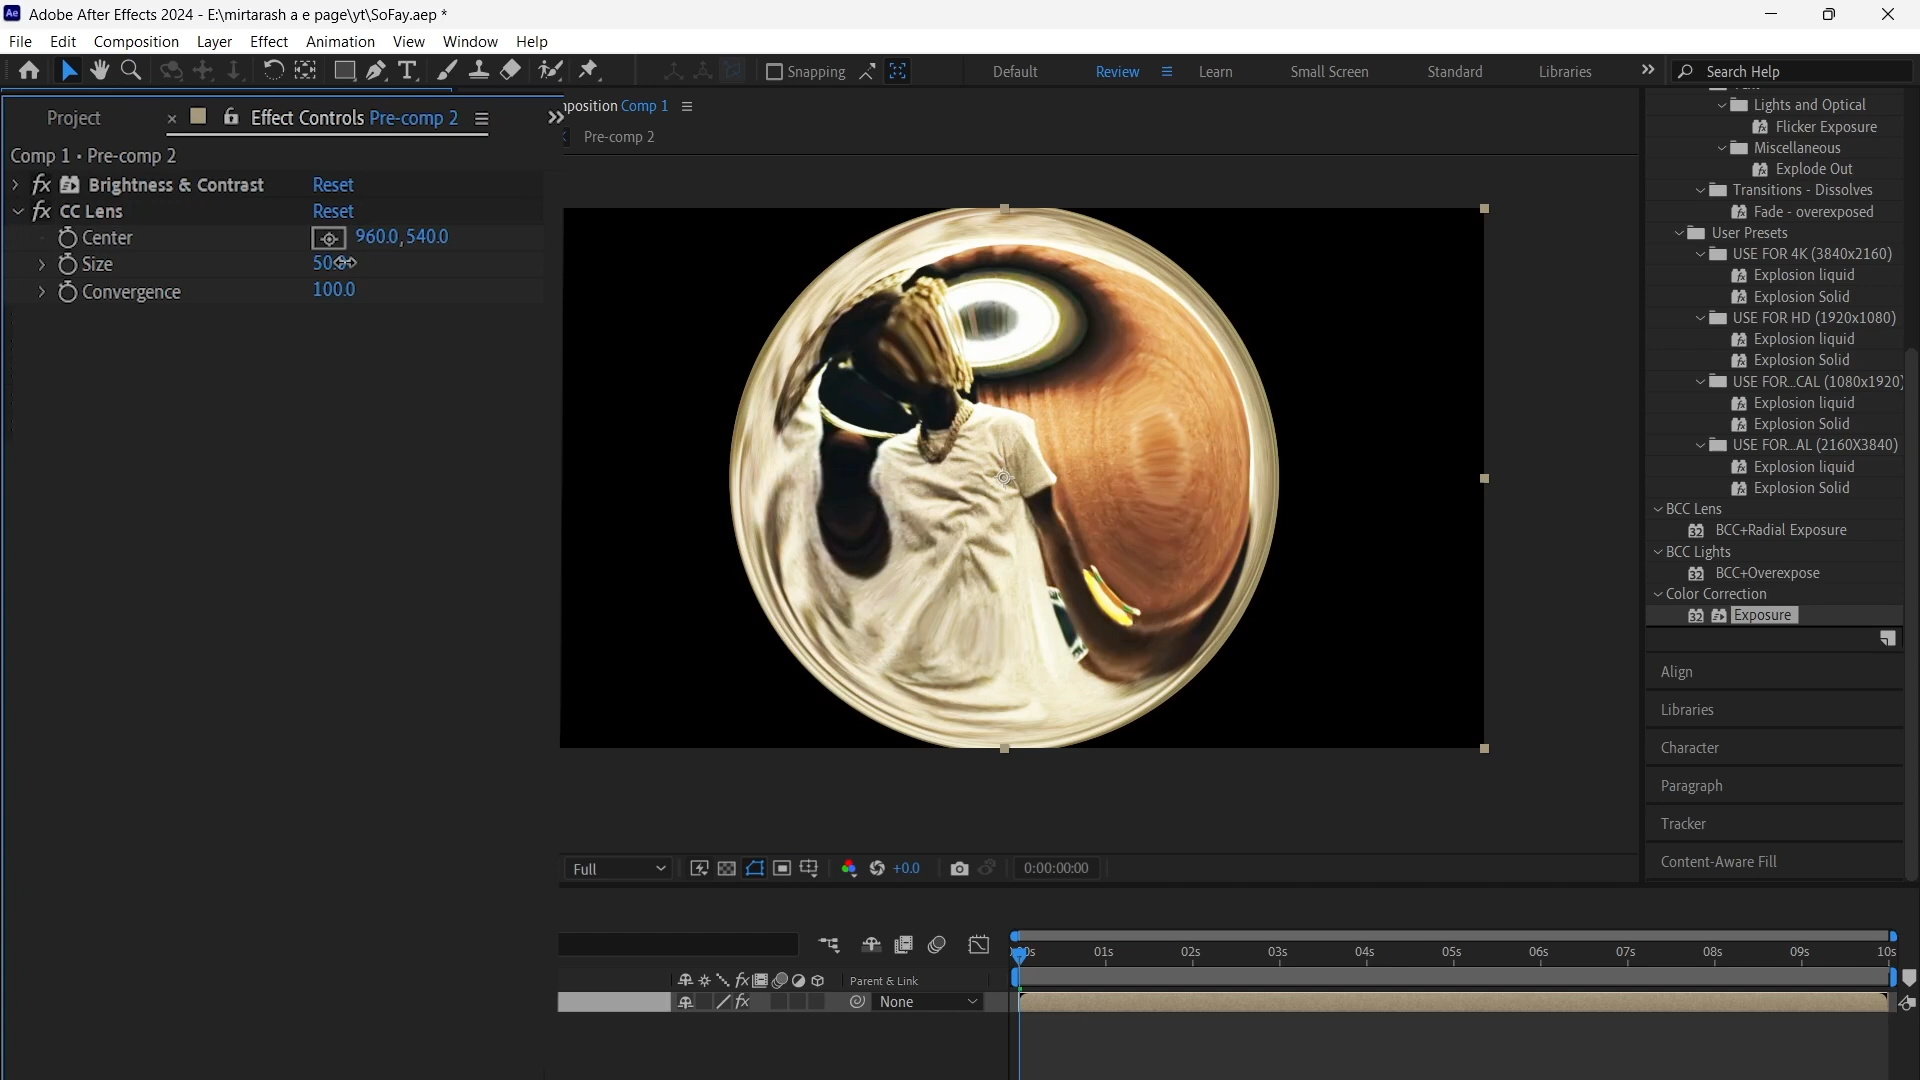 Adobe After Effects 2024 - E:\mirtarash a e page\yt\SoFay.aep *
File Edit Composition Layer Effect Animation View Window Help
Snapping Default Review Learn Small Screen Standard Libraries Search Help
Project Effect Controls Pre-comp 2
Comp 1 • Pre-comp 2
Brightness & Contrast Reset
CC Lens Reset
Center 960.0, 540.0
Size
Convergence 100.0
Comp 1
Pre-comp 2
Lights and Optical
Flicker Exposure
Miscellaneous
Explode Out
Transitions - Dissolves
Fade - overexposed
User Presets
USE FOR 4K (3840x2160)
Explosion liquid
Explosion Solid
USE FOR HD (1920x1080)
Explosion liquid
Explosion Solid
USE FOR...CAL (1080x1920)
Explosion liquid
Explosion Solid
USE FOR...AL (2160X3840)
Explosion liquid
Explosion Solid
BCC Lens
BCC+Radial Exposure
BCC Lights
BCC+Overexpose
Color Correction
Exposure
Align
Libraries
Character
Paragraph
Tracker
Content-Aware Fill
Full +0.0 0:00:00:00
01s 02s 03s 04s 05s 06s 07s 08s 09s 10s
Parent & Link
None